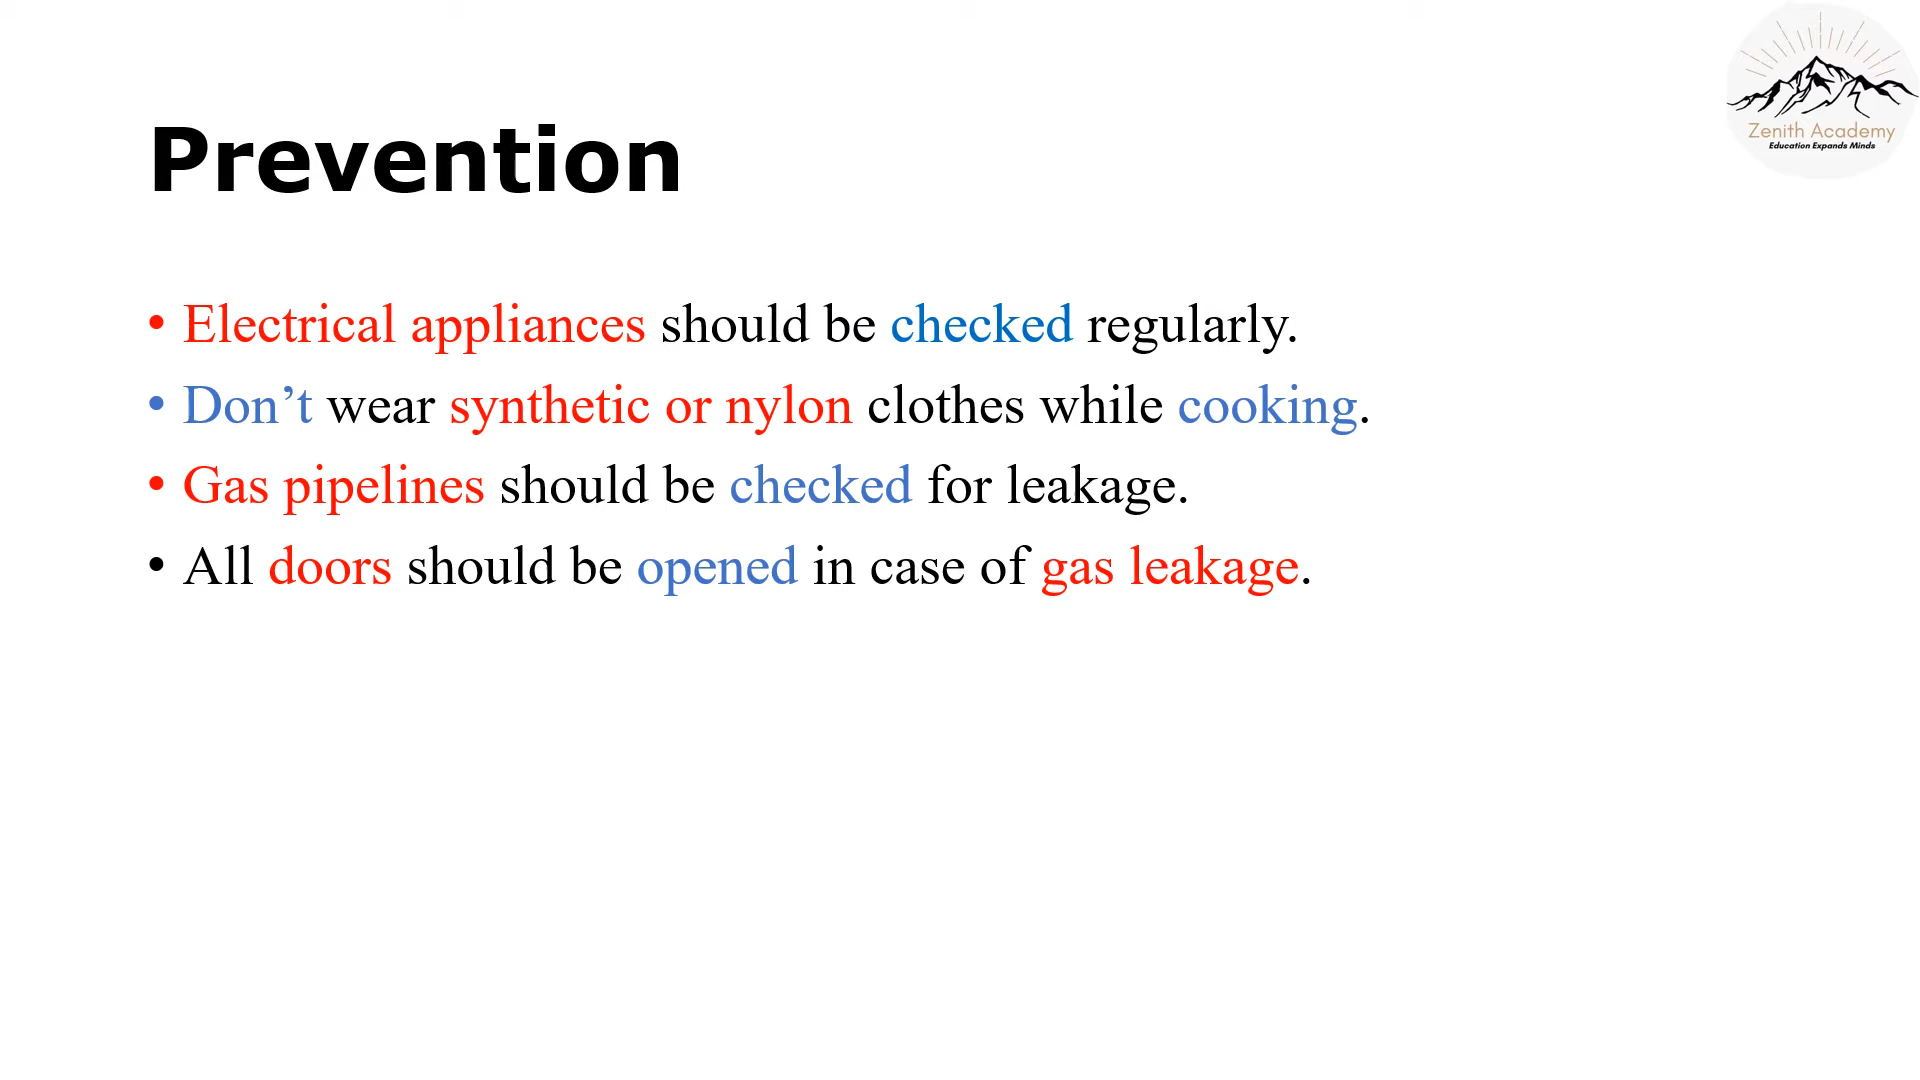 Zenith Academy
Education Expands Minds
Prevention
• Electrical appliances should be checked regularly.
• Don’t wear synthetic or nylon clothes while cooking.
• Gas pipelines should be checked for leakage.
• All doors should be opened in case of gas leakage.